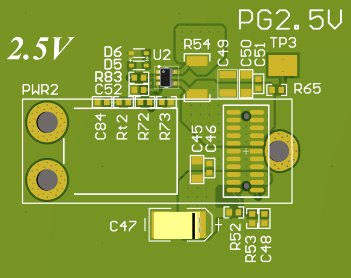 PG2.5V
2.5V
D6
D5
U2
R54
C49
C50
C51
TP3
R83
C52
R65
PWR2
C84
Rt2
R72
R73
C45
C46
C47
+
R52
R53
C48